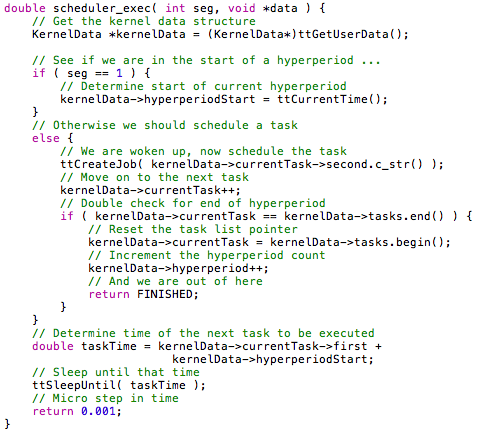 double scheduler_exec( int seg, void *data ) {
    // Get the kernel data structure
    KernelData *kernelData = (KernelData*)ttGetUserData();

    // See if we are in the start of a hyperperiod ...
    if ( seg == 1 ) {
        // Determine start of current hyperperiod
        kernelData->hyperperiodStart = ttCurrentTime();
    }
    // Otherwise we should schedule a task
    else {
        // We are woken up, now schedule the task
        ttCreateJob( kernelData->currentTask->second.c_str() );
        // Move on to the next task
        kernelData->currentTask++;
        // Double check for end of hyperperiod
        if ( kernelData->currentTask == kernelData->tasks.end() ) {
            // Reset the task list pointer
            kernelData->currentTask = kernelData->tasks.begin();
            // Increment the hyperperiod count
            kernelData->hyperperiod++;
            // And we are out of here
            return FINISHED;
        }
    }
    // Determine time of the next task to be executed
    double taskTime = kernelData->currentTask->first +
                        kernelData->hyperperiodStart;
    // Sleep until that time
    ttSleepUntil( taskTime );
    // Micro step in time
    return 0.001;
}